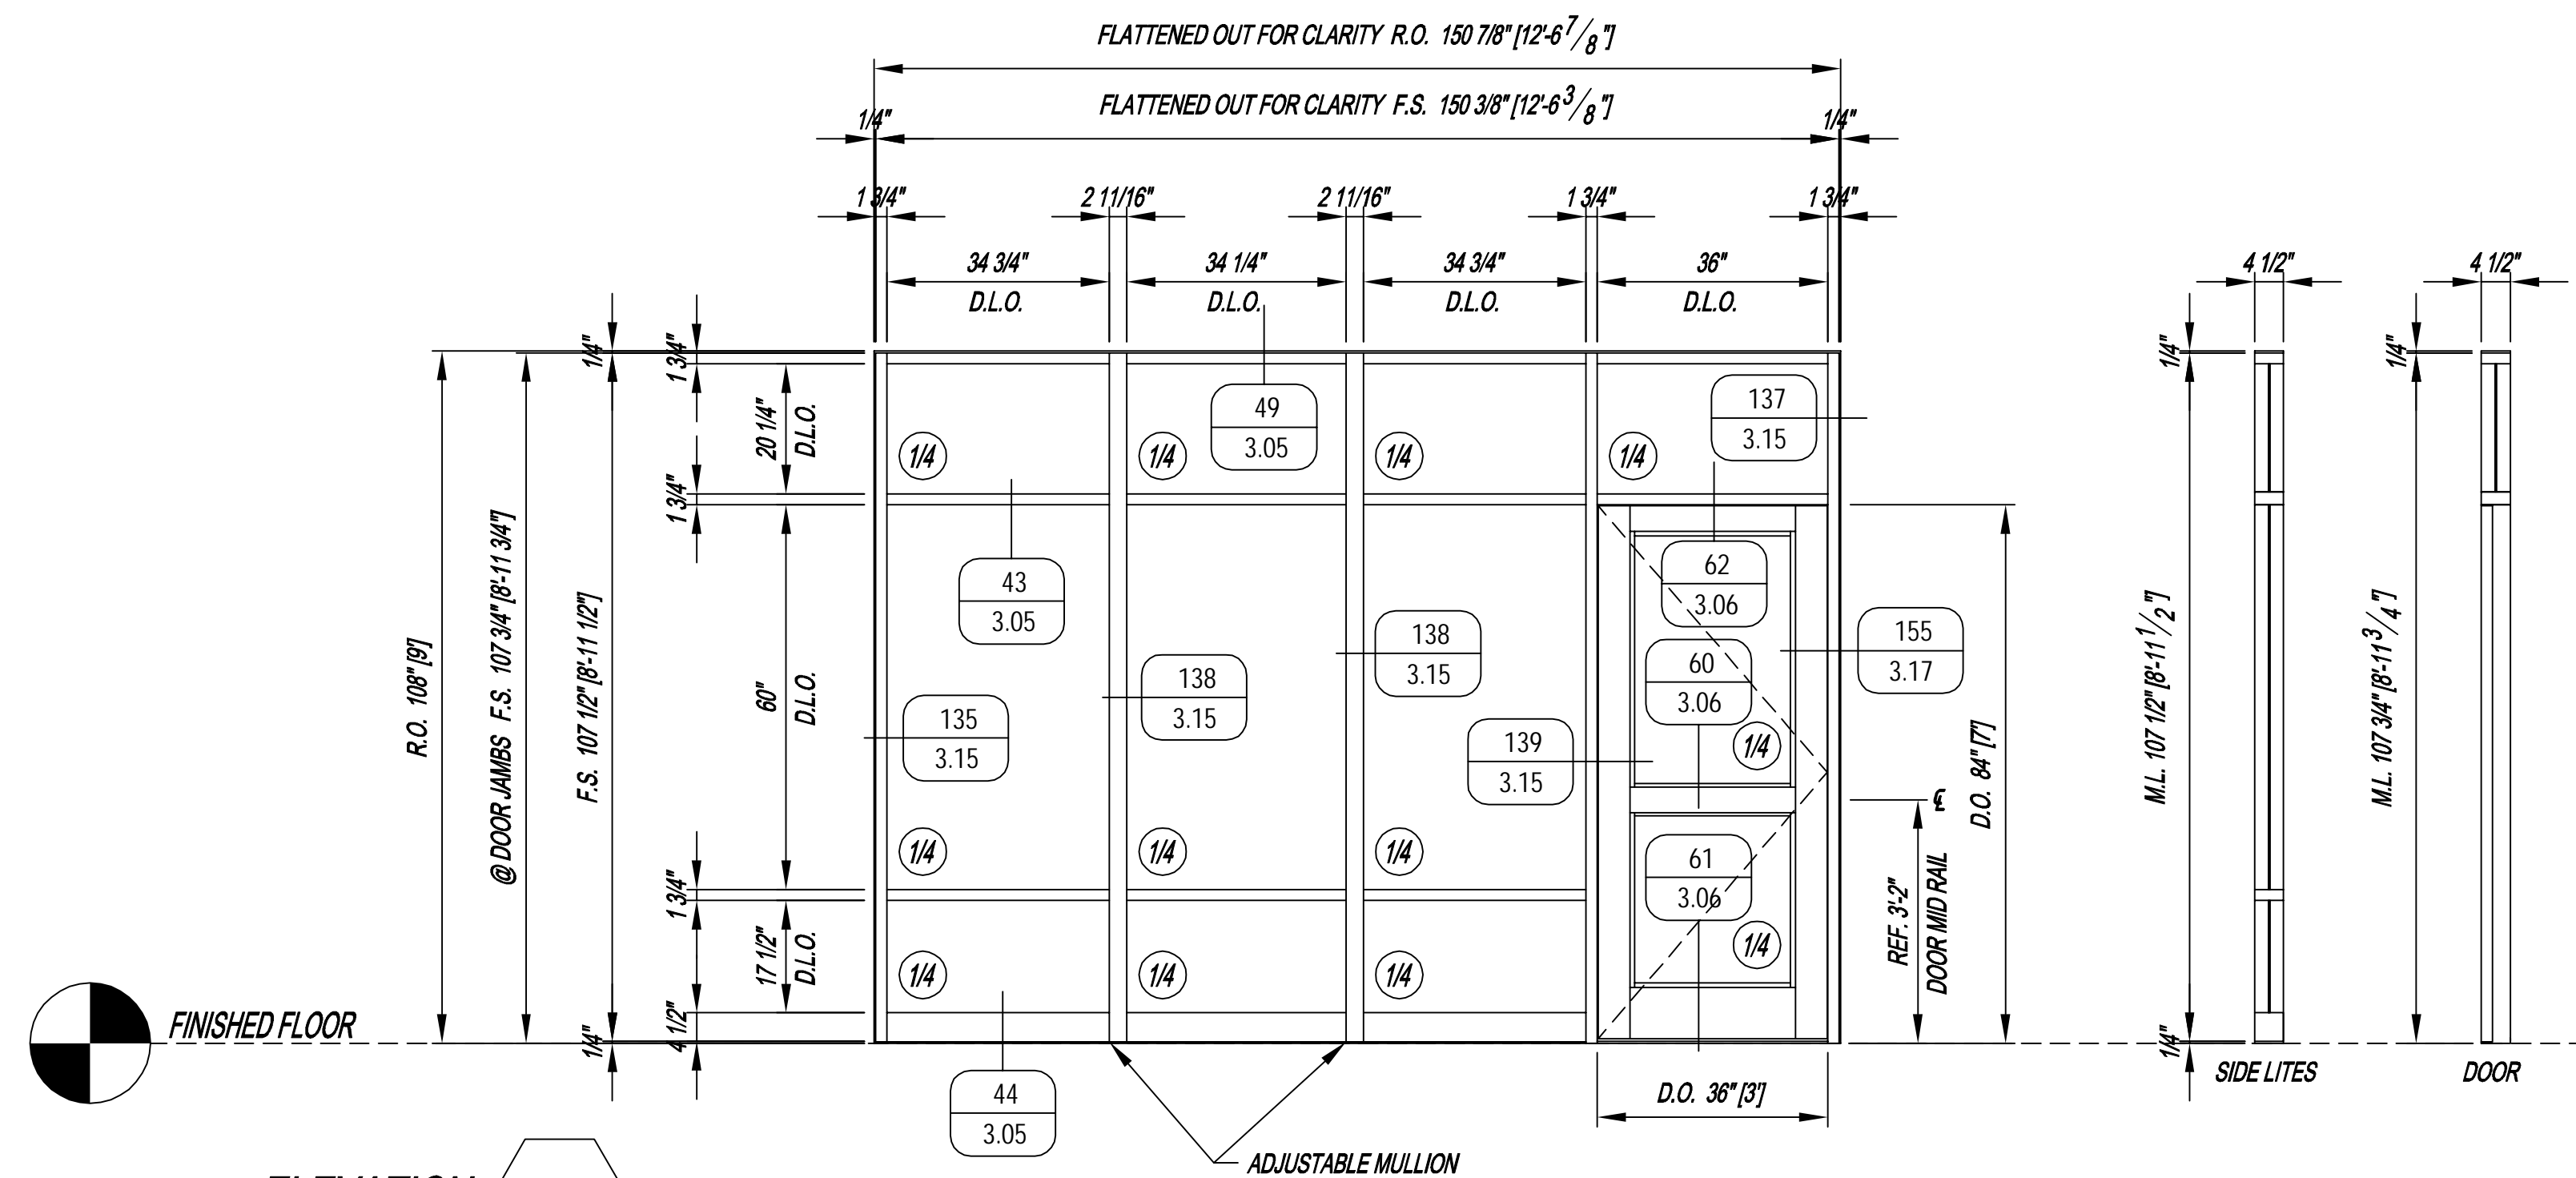 FLATTENED OUT FOR CLARITY R.O. 150 7/8" [12'-6 7/8 "]
FLATTENED OUT FOR CLARITY F.S. 150 3/8" [12'-6 3/8 "]
1/4"
1/4"
1 3/4"
2 11/16"
2 11/16"
1 3/4"
1 3/4"
34 3/4"
D.L.O.
34 1/4"
D.L.O.
34 3/4"
D.L.O.
36"
D.L.O.
4 1/2"
4 1/2"
R.O. 108" [9']
@ DOOR JAMBS F.S. 107 3/4" [8'-11 3/4"]
F.S. 107 1/2" [8'-11 1/2"]
1/4"
1/4"
1 3/4"
1 3/4"
1 3/4"
4 1/2"
20 1/4"
D.L.O.
60"
D.L.O.
17 1/2"
D.L.O.
1/4
1/4
1/4
1/4
49
3.05
137
3.15
43
3.05
62
3.06
138
3.15
155
3.17
60
3.06
138
3.15
135
3.15
139
3.15
1/4
1/4
1/4
1/4
61
3.06
1/4
1/4
1/4
1/4
44
3.05
REF. 3'-2"
DOOR MID RAIL
℄
D.O. 84" [7']
D.O. 36" [3']
1/4"
M.L. 107 1/2" [8'-11 1/2 "]
1/4"
SIDE LITES
1/4"
M.L. 107 3/4" [8'-11 3/4 "]
DOOR
FINISHED FLOOR
ADJUSTABLE MULLION
ELEVATION